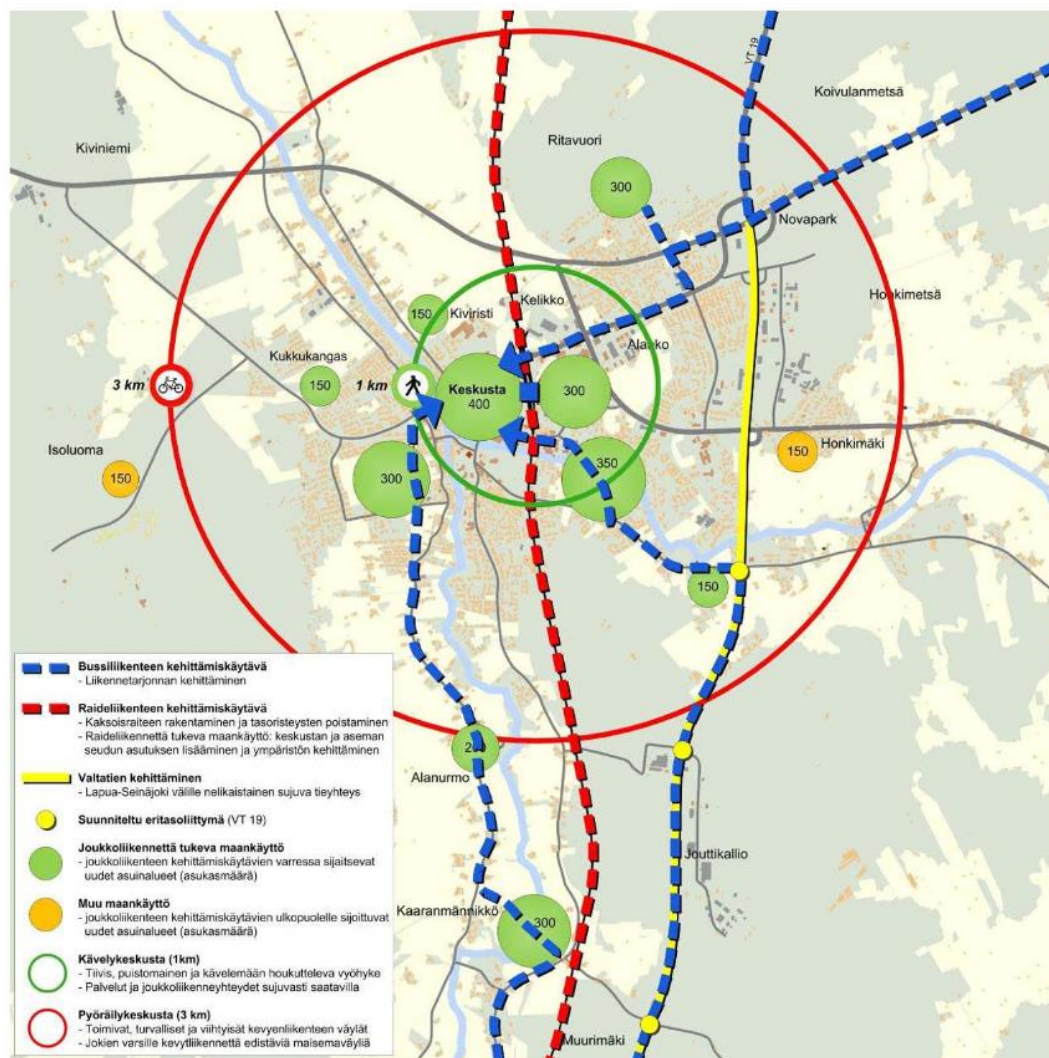 VT 19
Koivulanmetsä
Ritavuori
Kiviniemi
300
Novapark
Honkimetsä
Kelikko
150
Kiviristi
Alanko
Kukkukangas
3 km
150
1 km
Keskusta
400
300
Isoluoma
150
300
350
150
Honkimäki
150
200
Alanurmo
Jouttikallio
Kaaranmännikkö
300
Muurimäki
Bussiliikenteen kehittämiskäytävä
- Liikennetarjonnan kehittäminen
Raideliikenteen kehittämiskäytävä
- Kaksoisraiteen rakentaminen ja tasoristeysten poistaminen
- Raideliikennettä tukeva maankäyttö: keskustan ja aseman
seudun asutuksen lisääminen ja ympäristön kehittäminen
Valtatien kehittäminen
- Lapua-Seinäjoki välille nelikaistainen sujuva tieyhteys
Suunniteltu eritasoliittymä (VT 19)
Joukkoliikennettä tukeva maankäyttö
- joukkoliikenteen kehittämiskäytävien varressa sijaitsevat
uudet asuinalueet (asukasmäärä)
Muu maankäyttö
- joukkoliikenteen kehittämiskäytävien ulkopuolelle sijoittuvat
uudet asuinalueet (asukasmäärä)
Kävelykeskusta (1km)
- Tiivis, puistomainen ja kävelemään houkutteleva vyöhyke
- Palvelut ja joukkoliikenneyhteydet sujuvasti saatavilla
Pyöräilykeskusta (3 km)
- Toimivat, turvalliset ja viihtyisät kevyenliikenteen väylät
- Jokien varsille kevytliikennettä edistäviä maisemaväyliä